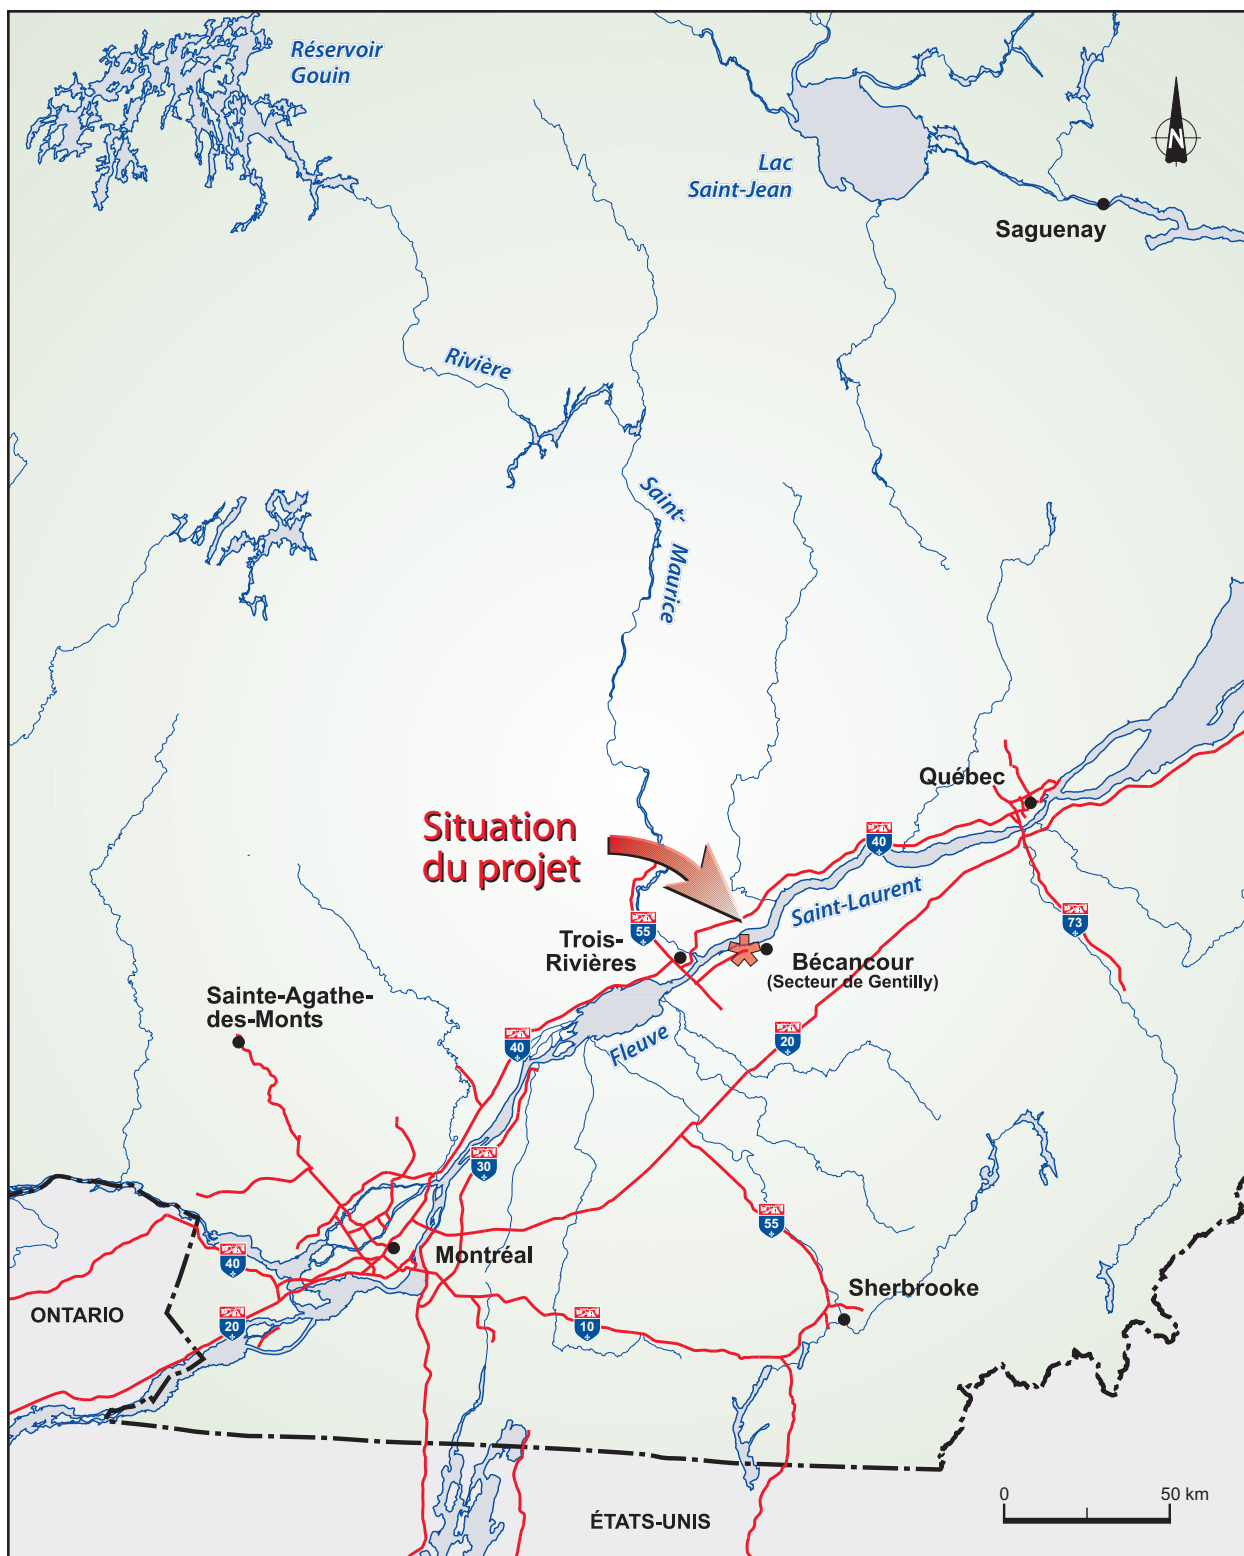 Réservoir
Gouin
Lac
Saint-Jean
N
Saguenay
Rivière
Saint-
Maurice
Québec
Situation
du projet
40
Saint-Laurent
55
73
Trois-
Rivières
Bécancour
(Secteur de Gentilly)
Sainte-Agathe-
des-Monts
40
Fleuve
20
30
55
Montréal
40
Sherbrooke
ONTARIO
20
10
0 50 km
ÉTATS-UNIS